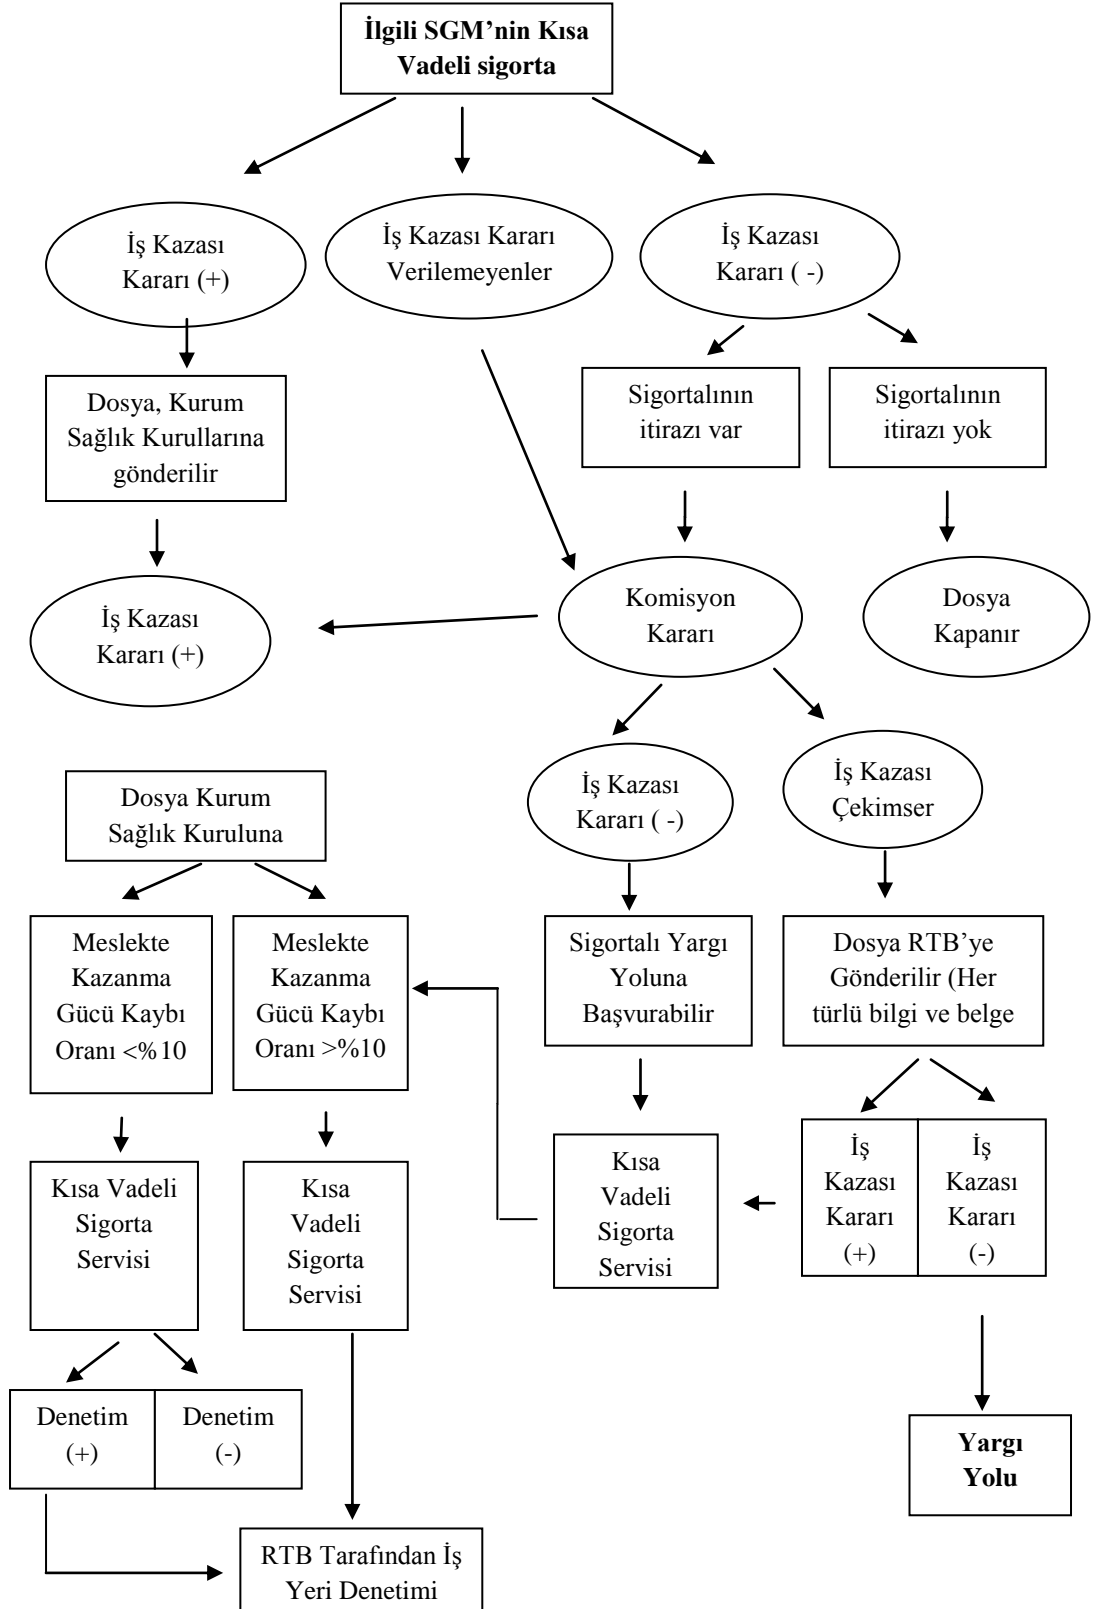 İlgili SGM’nin Kısa
Vadeli sigorta
İş Kazası
Kararı (+)
İş Kazası Kararı
Verilemeyenler
İş Kazası
Kararı ( -)
Dosya, Kurum
Sağlık Kurullarına
gönderilir
Sigortalının
itirazı var
Sigortalının
itirazı yok
İş Kazası
Kararı (+)
Komisyon
Kararı
Dosya
Kapanır
Dosya Kurum
Sağlık Kuruluna
İş Kazası
Kararı ( -)
İş Kazası
Çekimser
Meslekte
Kazanma
Gücü Kaybı
Oranı <%10
Meslekte
Kazanma
Gücü Kaybı
Oranı >%10
Sigortalı Yargı
Yoluna
Başvurabilir
Dosya RTB’ye
Gönderilir (Her
türlü bilgi ve belge
Kısa Vadeli
Sigorta
Servisi
Kısa
Vadeli
Sigorta
Servisi
Kısa
Vadeli
Sigorta
Servisi
İş
Kazası
Kararı
(+)
İş
Kazası
Kararı
(-)
Denetim
(+)
Denetim
(-)
Yargı
Yolu
RTB Tarafından İş
Yeri Denetimi